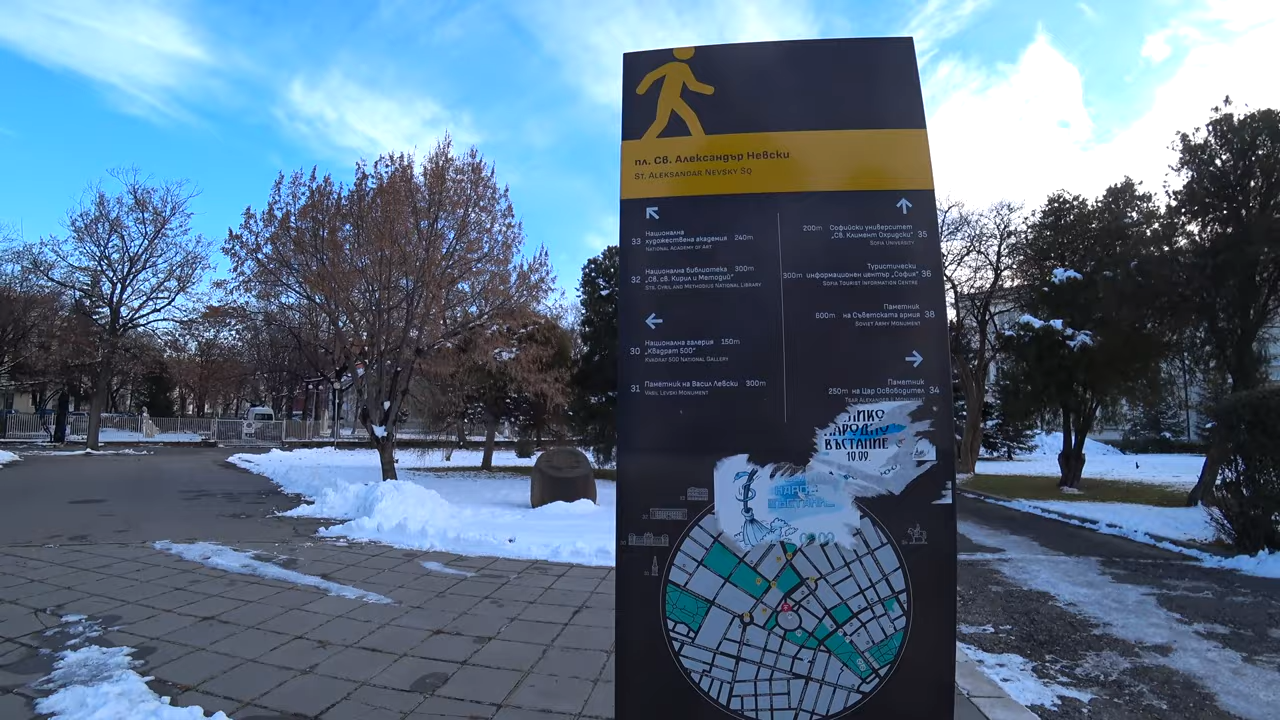 пл. Св. Александър Невски
ST. ALEKSANDAR NEVSKY SQ
33 Национална
художествена академия 240m
NATIONAL ACADEMY OF ART
32 Национална библиотека 300m
„Св. св. Кирил и Методий"
STS. CYRIL AND METHODIUS NATIONAL LIBRARY
30 Национална галерия 150m
„Квадрат 500"
KVADRAT 500 NATIONAL GALLERY
31 Паметник на Васил Левски 300m
VASIL LEVSKI MONUMENT
200m Софийски университет
„Св. Климент Охридски" 35
SOFIA UNIVERSITY
Туристически
300m информационен център „София" 36
SOFIA TOURIST INFORMATION CENTRE
Паметник
600m на Съветската армия 38
SOVIET ARMY MONUMENT
Паметник
250m на Цар Освободител 34
TSAR ALEXANDER II MONUMENT
ВЪСТАНИЕ
10.09.